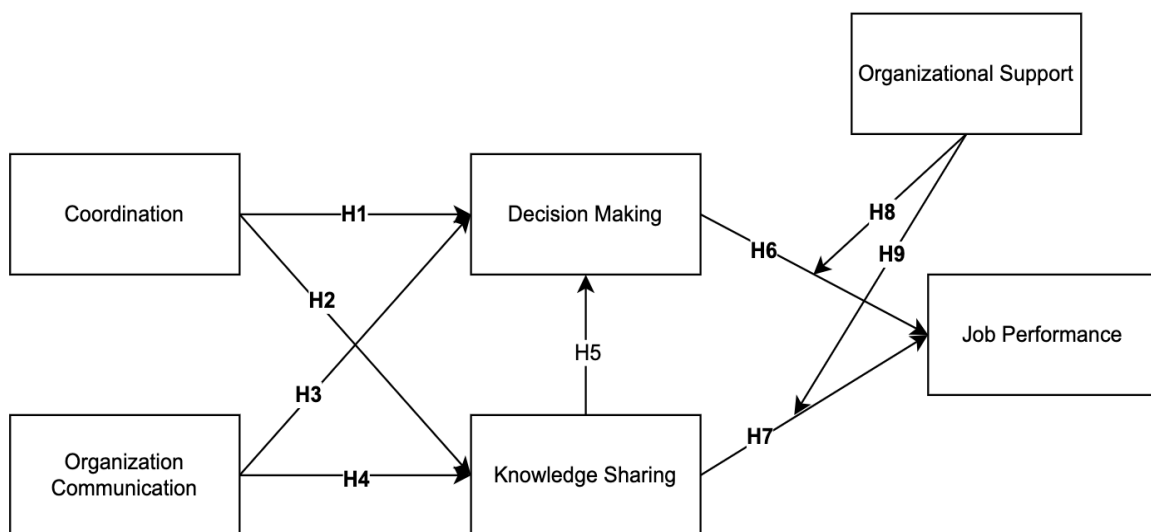 Organizational Support
Coordination
H1
Decision Making
H8
H6
H9
H2
Job Performance
H5
H3
Organization
Communication
H4
Knowledge Sharing
H7